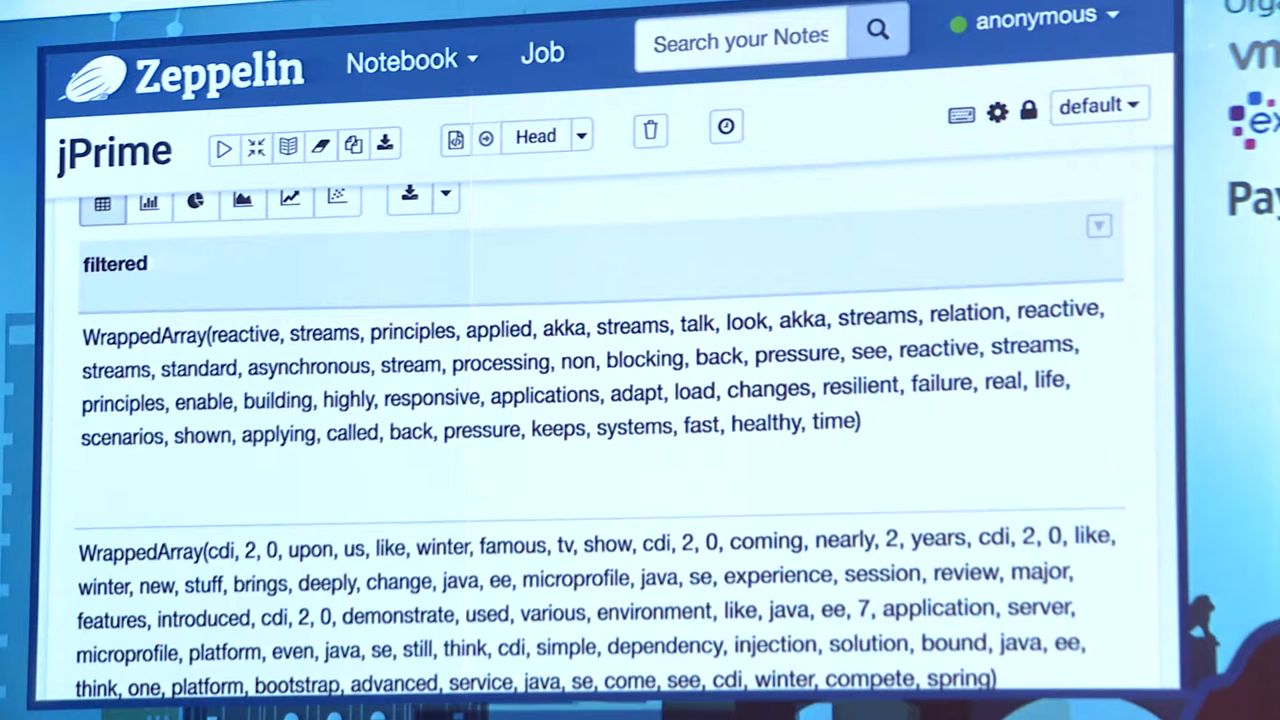 Zeppelin Notebook Job Search your Notes anonymous
jPrime Head default
filtered
WrappedArray(reactive, streams, principles, applied, akka, streams, talk, look, akka, streams, relation, reactive,
streams, standard, asynchronous, stream, processing, non, blocking, back, pressure, see, reactive, streams,
principles, enable, building, highly, responsive, applications, adapt, load, changes, resilient, failure, real, life,
scenarios, shown, applying, called, back, pressure, keeps, systems, fast, healthy, time)
WrappedArray(cdi, 2, 0, upon, us, like, winter, famous, tv, show, cdi, 2, 0, coming, nearly, 2, years, cdi, 2, 0, like,
winter, new, stuff, brings, deeply, change, java, ee, microprofile, java, se, experience, session, review, major,
features, introduced, cdi, 2, 0, demonstrate, used, various, environment, like, java, ee, 7, application, server,
microprofile, platform, even, java, se, still, think, cdi, simple, dependency, injection, solution, bound, java, ee,
think, one, platform, bootstrap, advanced, service, java, se, come, see, cdi, winter, compete, spring)